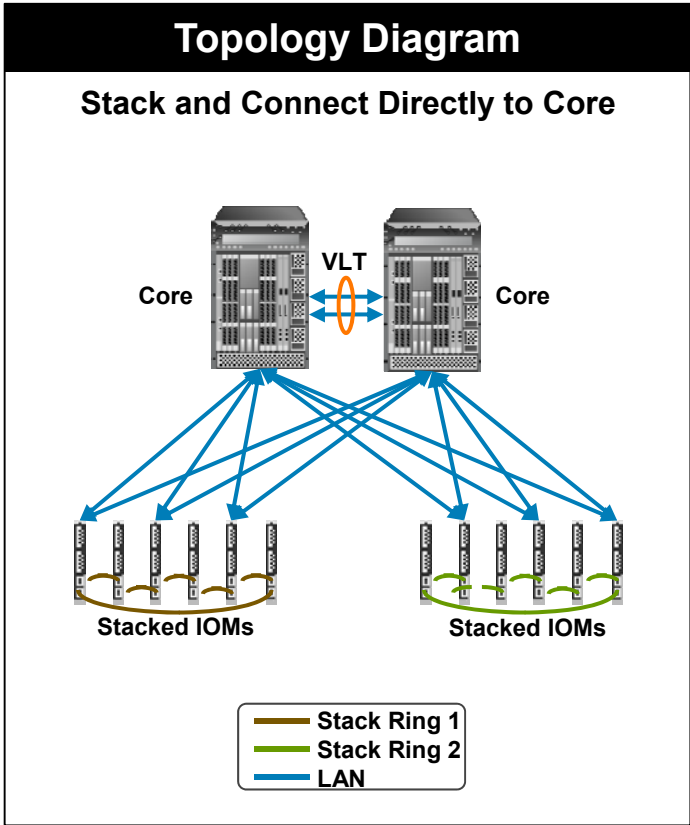 Topology Diagram
Stack and Connect Directly to Core
VLT
Core
Core
Stacked IOMs
Stacked IOMs
Stack Ring 1
Stack Ring 2
LAN